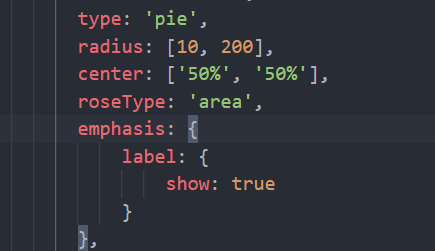 type: 'pie',
radius: [10, 200],
center: ['50%', '50%'],
roseType: 'area',
emphasis: {
label: {
show: true
}
},